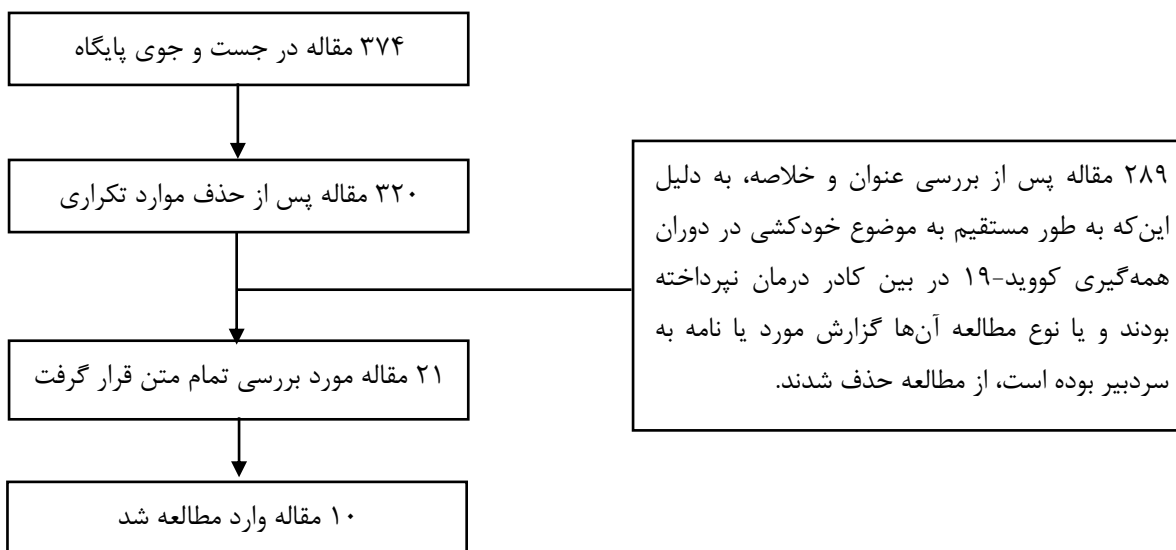 ۳۷۴ مقاله در جست و جوی پایگاه
۳۲۰ مقاله پس از حذف موارد تکراری
۲۸۹ مقاله پس از بررسی عنوان و خلاصه، به دلیل
این‌که به طور مستقیم به موضوع خودکشی در دوران
همه‌گیری کووید-۱۹ در بین کادر درمان نپرداخته
بودند و یا نوع مطالعه آن‌ها گزارش مورد یا نامه به
سردبیر بوده است، از مطالعه حذف شدند.
۲۱ مقاله مورد بررسی تمام متن قرار گرفت
۱۰ مقاله وارد مطالعه شد